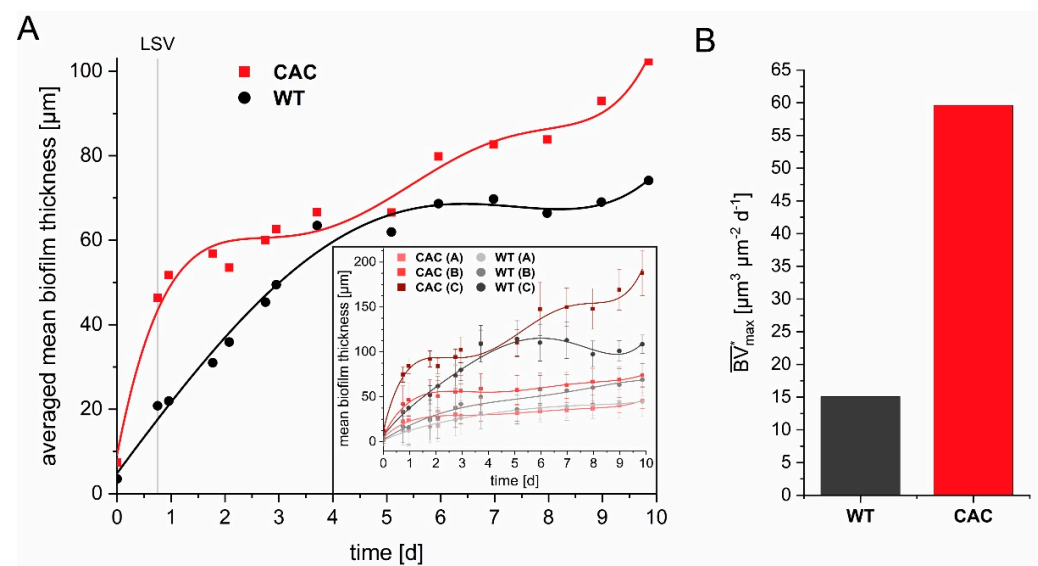 A
LSV
CAC
WT
averaged mean biofilm thickness [µm]
100
80
60
40
20
0
0 1 2 3 4 5 6 7 8 9 10
time [d]
CAC (A) WT (A)
CAC (B) WT (B)
CAC (C) WT (C)
mean biofilm thickness [µm]
200
150
100
50
0
0 1 2 3 4 5 6 7 8 9 10
time [d]
B
BV*max [µm³ µm⁻² d⁻¹]
65
60
55
50
45
40
35
30
25
20
15
10
5
0
WT CAC